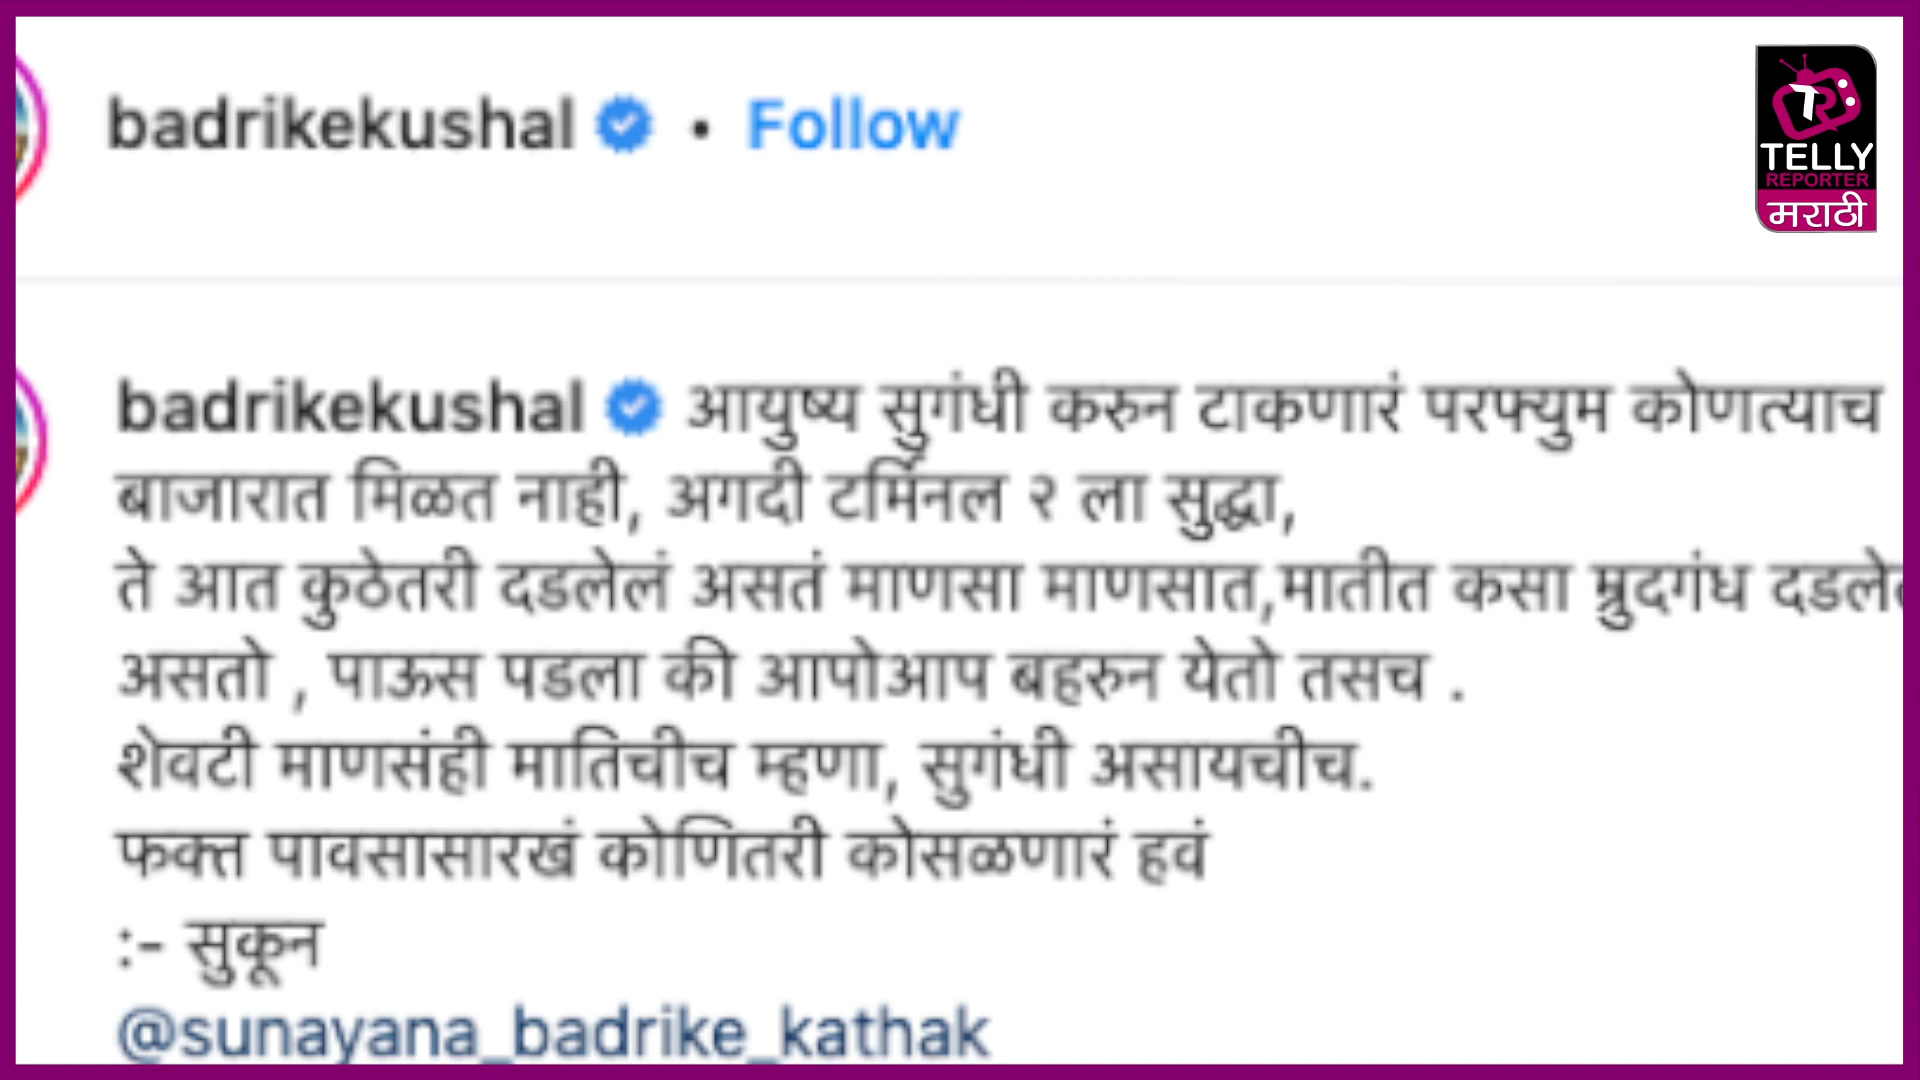 badrikekushal • Follow
TELLY
REPORTER
मराठी
badrikekushal आयुष्य सुगंधी करुन टाकणारं परफ्युम कोणत्याच
बाजारात मिळत नाही, अगदी टर्मिनल २ ला सुद्धा,
ते आत कुठेतरी दडलेलं असतं माणसा माणसात,मातीत कसा म्रुदगंध
असतो , पाऊस पडला की आपोआप बहरुन येतो तसच .
शेवटी माणसंही मातिचीच म्हणा, सुगंधी असायचीच.
फक्त पावसासारखं कोणितरी कोसळणारं हवं
:- सुकून
@sunayana_badrike_kathak